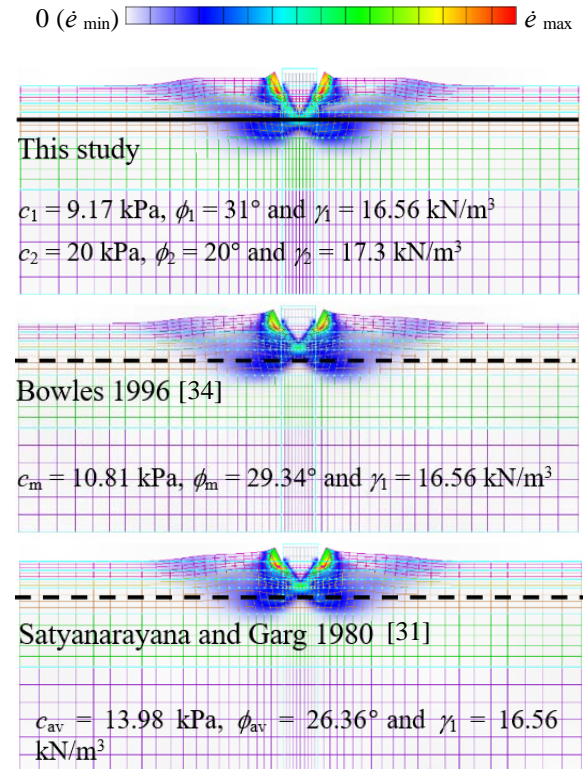 0 (ė min) ė max
This study
c₁ = 9.17 kPa, ϕ₁ = 31° and γ₁ = 16.56 kN/m³
c₂ = 20 kPa, ϕ₂ = 20° and γ₂ = 17.3 kN/m³
Bowles 1996 [34]
cₘ = 10.81 kPa, ϕₘ = 29.34° and γ₁ = 16.56 kN/m³
Satyanarayana and Garg 1980 [31]
c_av = 13.98 kPa, ϕ_av = 26.36° and γ₁ = 16.56
kN/m³